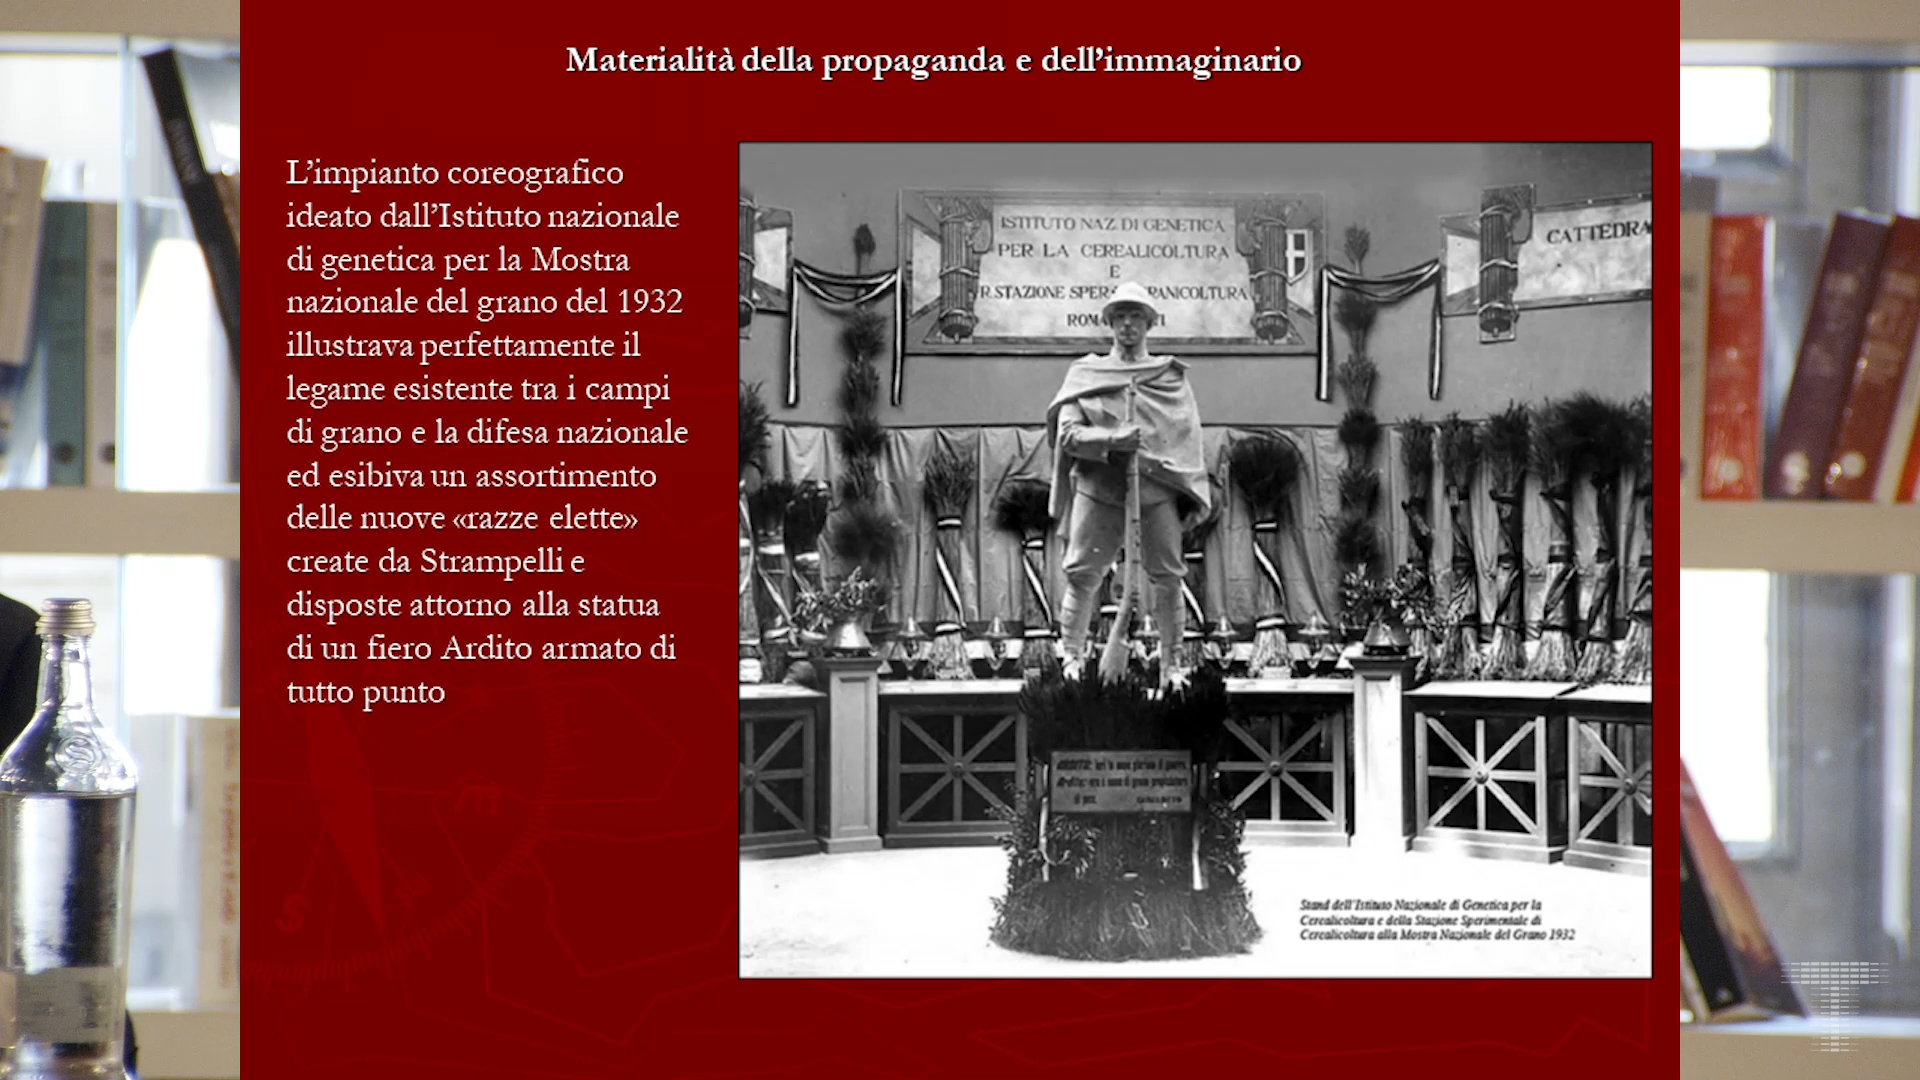 Materialità della propaganda e dell’immaginario
L’impianto coreografico
ideato dall’Istituto nazionale
di genetica per la Mostra
nazionale del grano del 1932
illustrava perfettamente il
legame esistente tra i campi
di grano e la difesa nazionale
ed esibiva un assortimento
delle nuove «razze elette»
create da Strampelli e
disposte attorno alla statua
di un fiero Ardito armato di
tutto punto
ISTITUTO NAZ. DI GENETICA
PER LA CEREALICOLTURA
E
R. STAZIONE
CATTEDRA
Stand dell'Istituto Nazionale di Genetica per la
Cerealicoltura e della Stazione Sperimentale di
Cerealicoltura alla Mostra Nazionale del Grano 1932